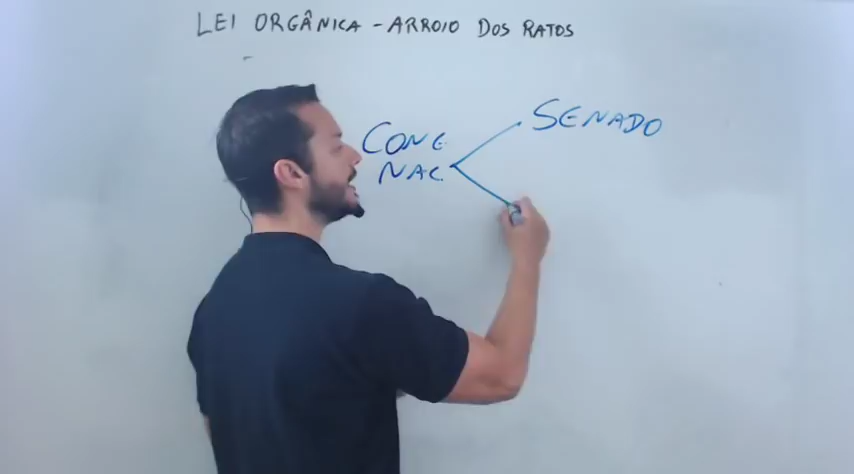 LEI ORGÂNICA - ARROIO DOS RATOS
CONG
NAC.
SENADO